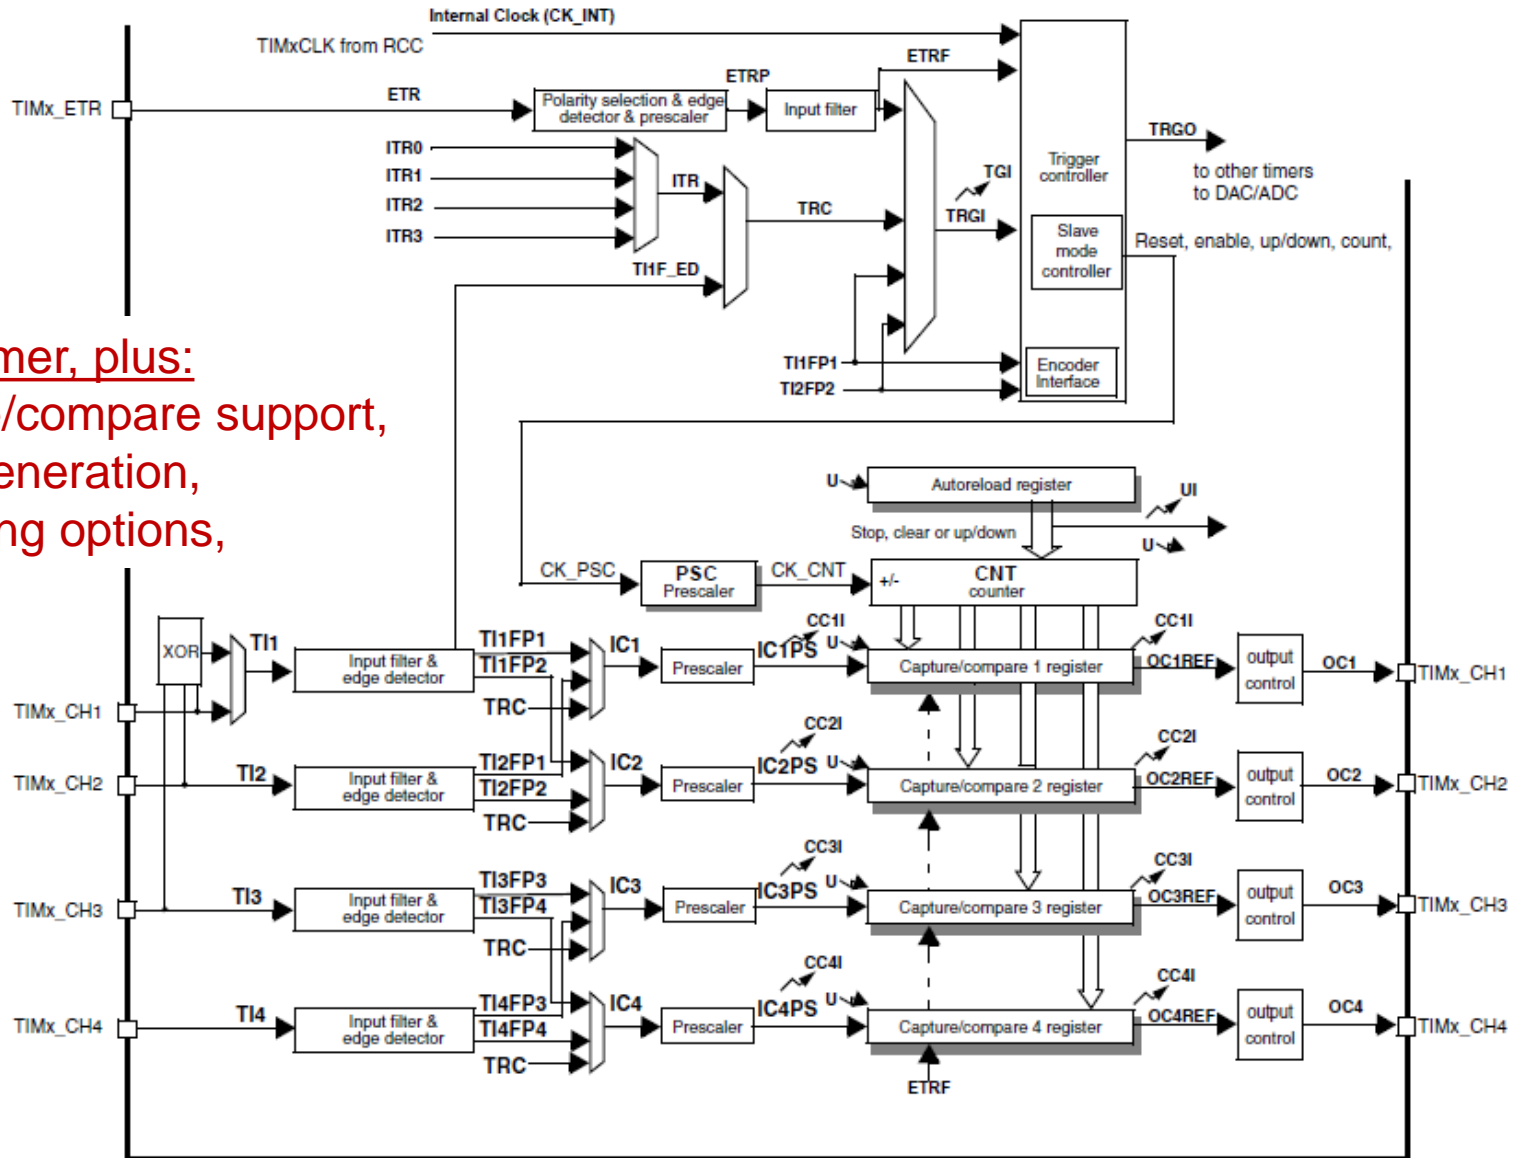 Internal Clock (CK_INT)
TIMxCLK from RCC
ETRF
ETRP
ETR
TIMx_ETR
Polarity selection & edge
detector & prescaler
Input filter
TRGO
ITR0
ITR1
ITR
ITR2
ITR3
TRC
TGI
TRGI
Trigger
controller
to other timers
to DAC/ADC
Slave
mode
controller
Reset, enable, up/down, count,
TI1F_ED
mer, plus:
e/compare support,
eneration,
ing options,
TI1FP1
TI2FP2
Encoder
Interface
U
Autoreload register
UI
Stop, clear or up/down
U
CK_PSC
PSC
Prescaler
CK_CNT
+/-
CNT
counter
XOR
TI1
Input filter &
edge detector
TI1FP1
TI1FP2
TRC
IC1
Prescaler
CC1I
IC1PS
U
Capture/compare 1 register
CC1I
OC1REF
output
control
OC1
TIMx_CH1
TIMx_CH1
TIMx_CH2
TI2
Input filter &
edge detector
TI2FP1
TI2FP2
TRC
IC2
Prescaler
CC2I
IC2PS
U
Capture/compare 2 register
CC2I
OC2REF
output
control
OC2
TIMx_CH2
TIMx_CH3
TI3
Input filter &
edge detector
TI3FP3
TI3FP4
TRC
IC3
Prescaler
CC3I
IC3PS
U
Capture/compare 3 register
CC3I
OC3REF
output
control
OC3
TIMx_CH3
TIMx_CH4
TI4
Input filter &
edge detector
TI4FP3
TI4FP4
TRC
IC4
Prescaler
CC4I
IC4PS
U
Capture/compare 4 register
CC4I
OC4REF
output
control
OC4
TIMx_CH4
ETRF